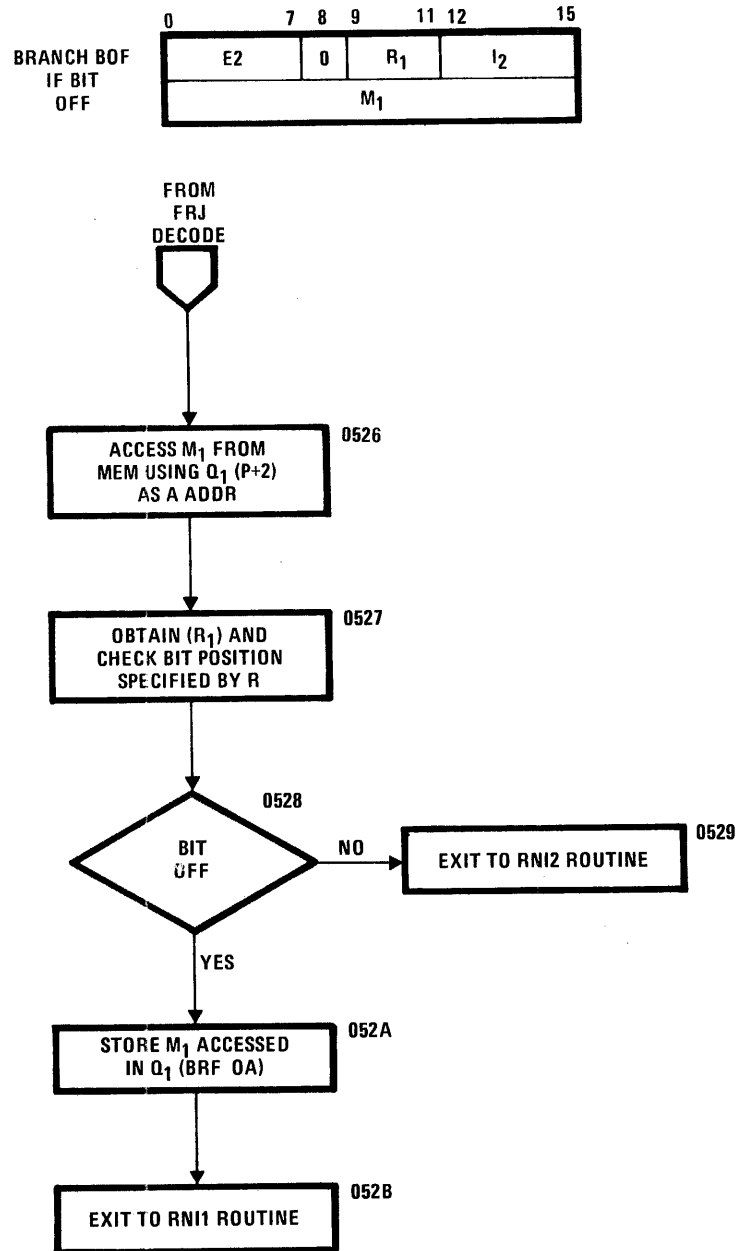 0 7 8 9 11 12 15
BRANCH BOF
IF BIT
OFF
E2 0 R1 I2
M1
FROM
FRJ
DECODE
0526
ACCESS M1 FROM
MEM USING Q1 (P+2)
AS A ADDR
0527
OBTAIN (R1) AND
CHECK BIT POSITION
SPECIFIED BY R
0528
BIT
OFF
NO
0529
EXIT TO RNI2 ROUTINE
YES
052A
STORE M1 ACCESSED
IN Q1 (BRF OA)
052B
EXIT TO RNI1 ROUTINE